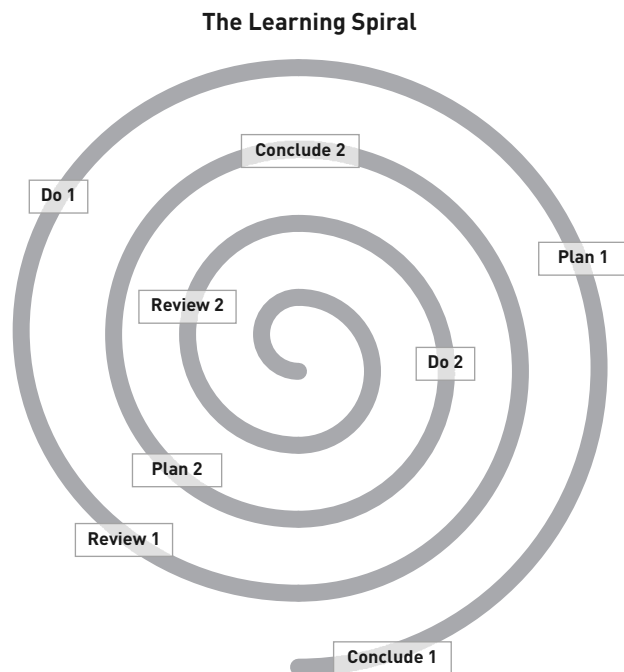 The Learning Spiral
Conclude 2
Do 1
Plan 1
Review 2
Do 2
Plan 2
Review 1
Conclude 1